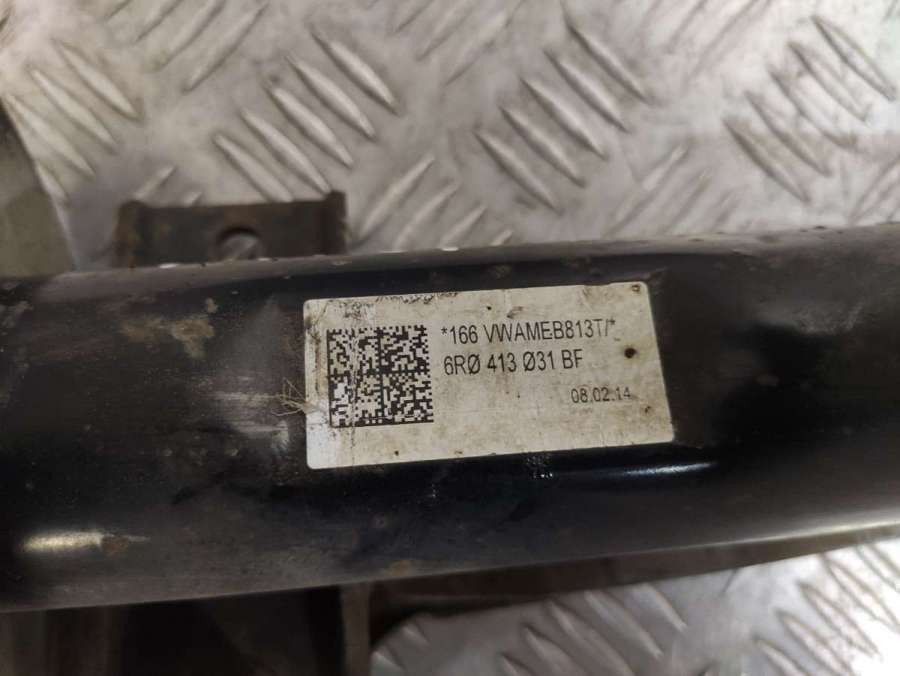 *166 VWAMEB813T/*
6RØ 413 Ø31 BF
08.02.14